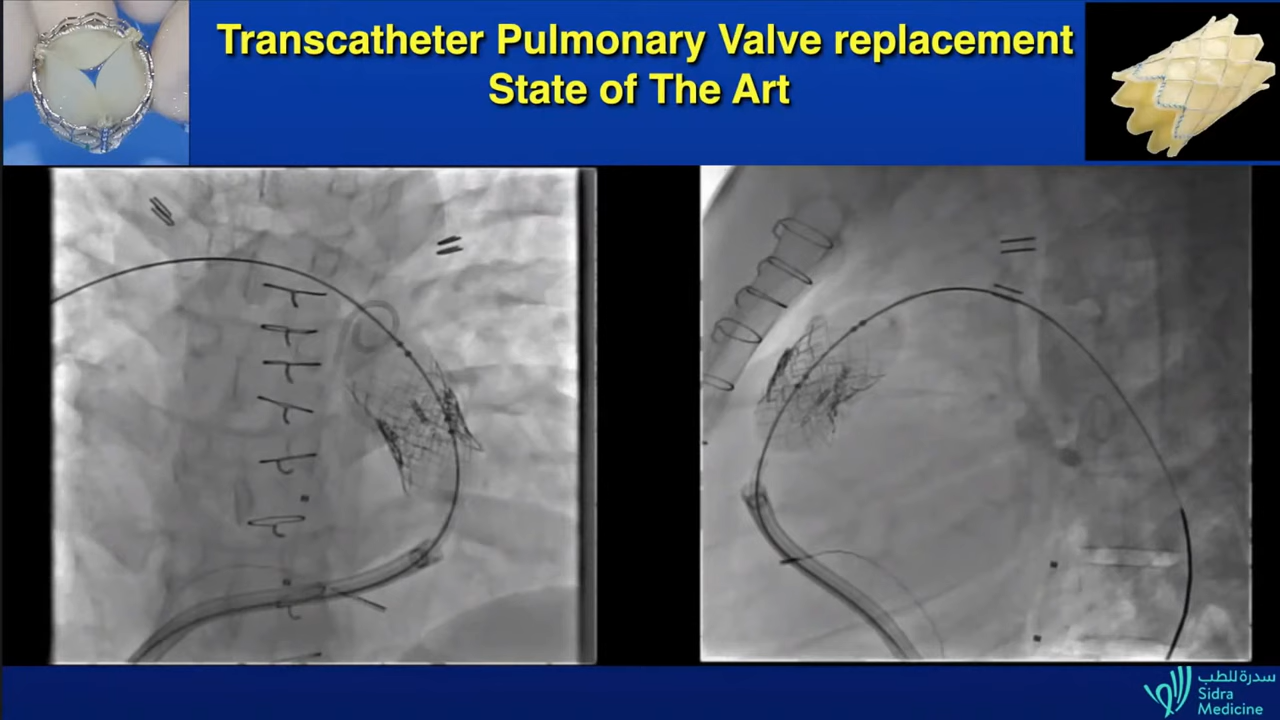 Transcatheter Pulmonary Valve replacement
State of The Art
سدرة للطب
Sidra
Medicine